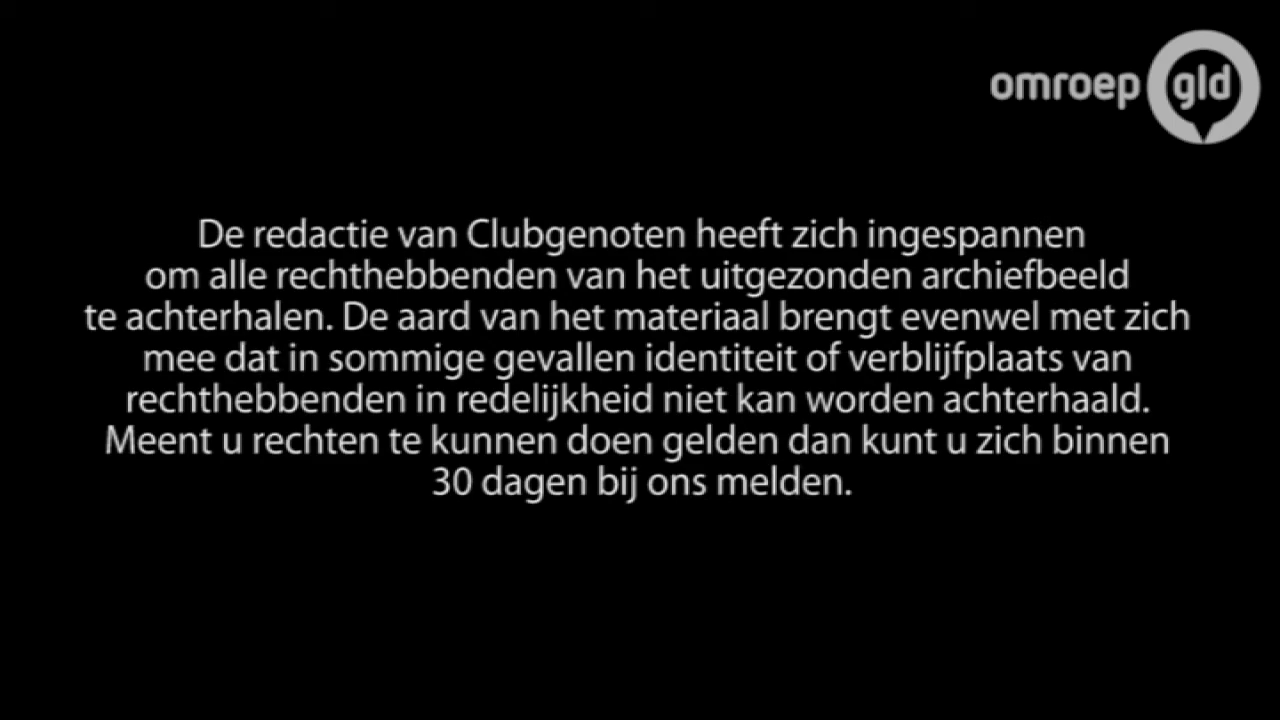 omroep gld
De redactie van Clubgenoten heeft zich ingespannen
om alle rechthebbenden van het uitgezonden archiefbeeld
te achterhalen. De aard van het materiaal brengt evenwel met zich
mee dat in sommige gevallen identiteit of verblijfplaats van
rechthebbenden in redelijkheid niet kan worden achterhaald.
Meent u rechten te kunnen doen gelden dan kunt u zich binnen
30 dagen bij ons melden.